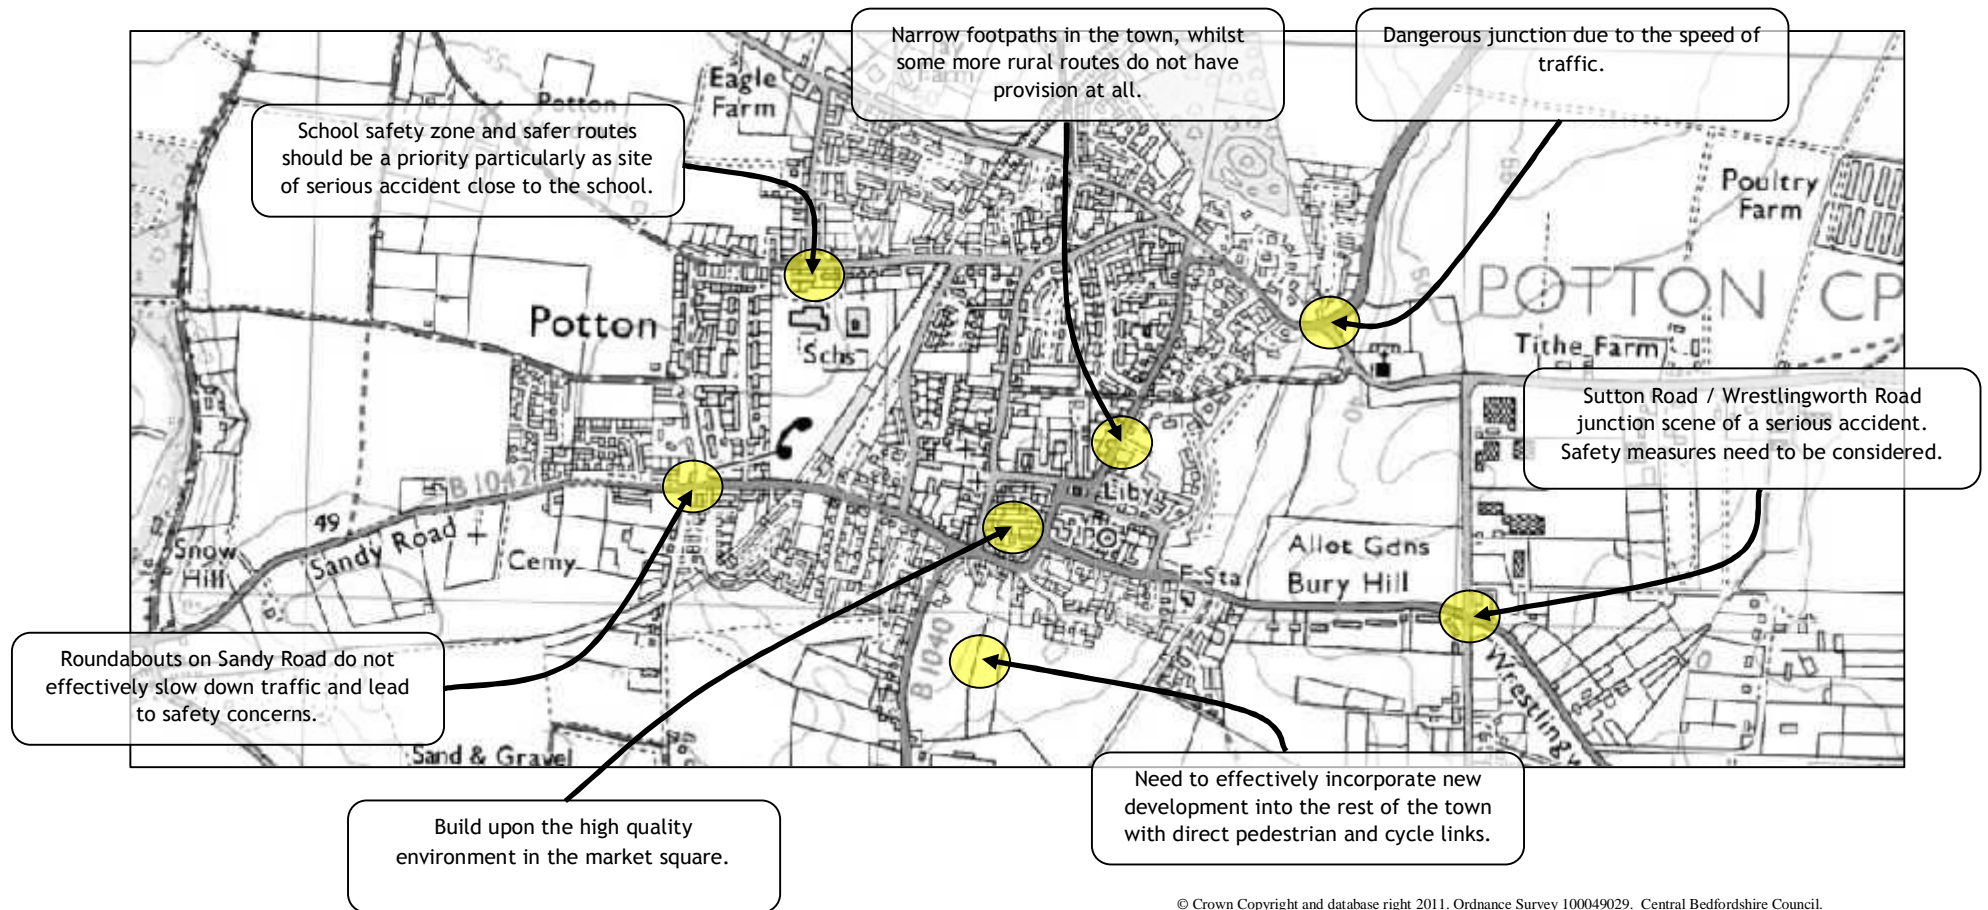 Narrow footpaths in the town, whilst
some more rural routes do not have
provision at all.
Dangerous junction due to the speed of
traffic.
School safety zone and safer routes
should be a priority particularly as site
of serious accident close to the school.
Eagle
Farm
Potton
Farm
Poultry
Farm
POTTON CP
Potton
Schs
Tithe Farm
Sutton Road / Wrestlingworth Road
junction scene of a serious accident.
Safety measures need to be considered.
B 1042
49
Sandy Road
Snow
Hill
Cemy
Liby
Allot Gdns
Bury Hill
F Sta
40
B 1040
Roundabouts on Sandy Road do not
effectively slow down traffic and lead
to safety concerns.
Sand & Gravel
Wrestlingw
Build upon the high quality
environment in the market square.
Need to effectively incorporate new
development into the rest of the town
with direct pedestrian and cycle links.
© Crown Copyright and database right 2011. Ordnance Survey 100049029. Central Bedfordshire Council.